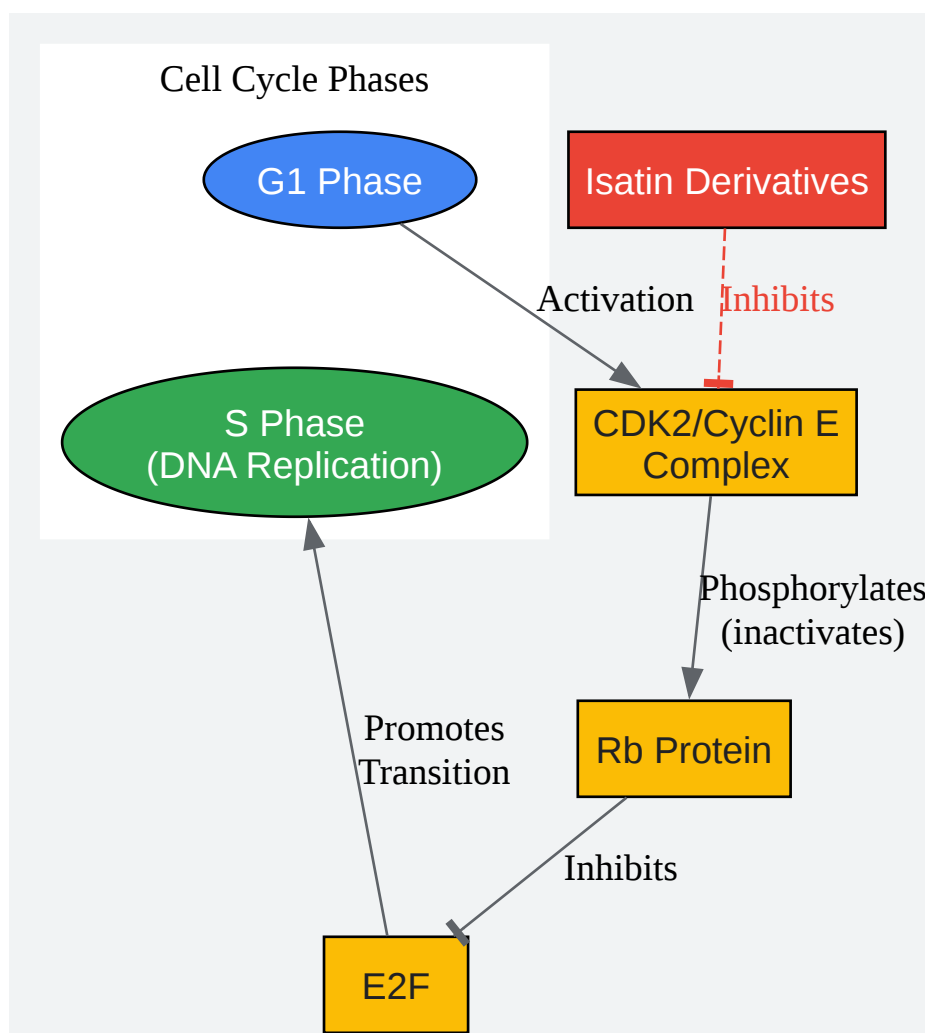 Cell Cycle Phases
G1 Phase
Isatin Derivatives
Activation
Inhibits
S Phase
(DNA Replication)
CDK2/Cyclin E
Complex
Phosphorylates
(inactivates)
Rb Protein
Promotes
Transition
Inhibits
E2F